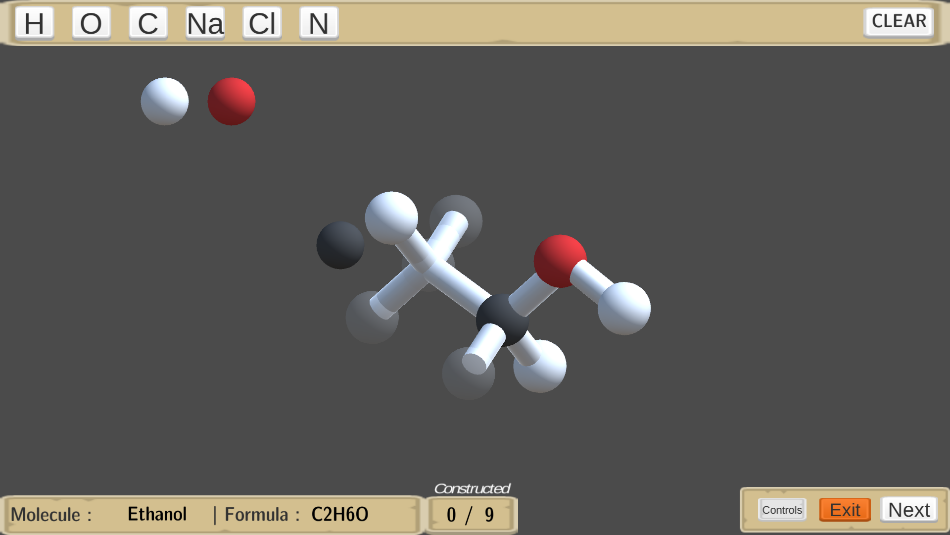 H O C Na Cl N CLEAR
Constructed
Molecule : Ethanol | Formula : C2H6O 0 / 9 Controls Exit Next